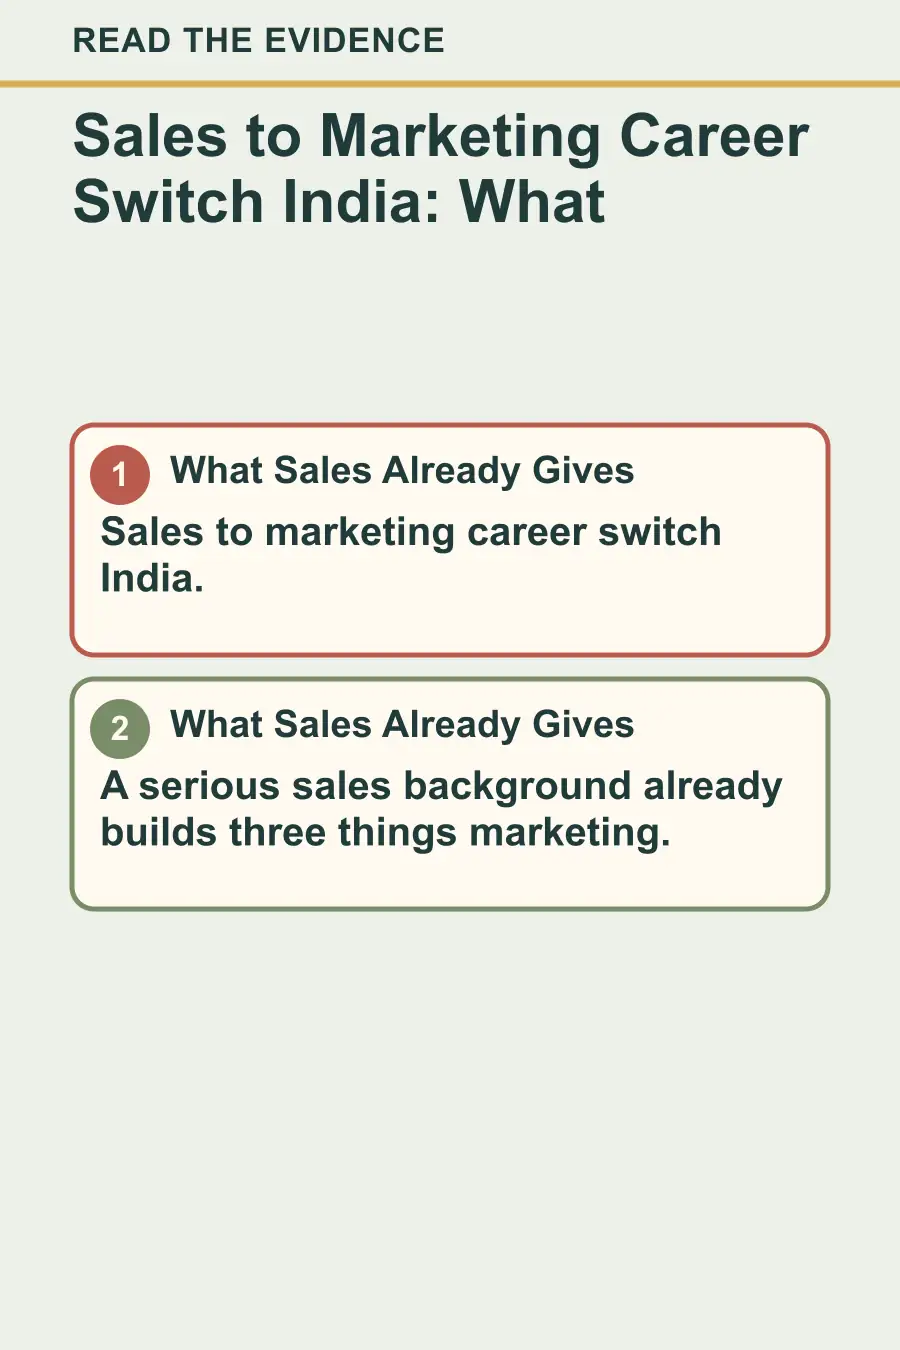 READ THE EVIDENCE
Sales to Marketing Career
Switch India: What
1 What Sales Already Gives
Sales to marketing career switch
India.
2 What Sales Already Gives
A serious sales background already
builds three things marketing.